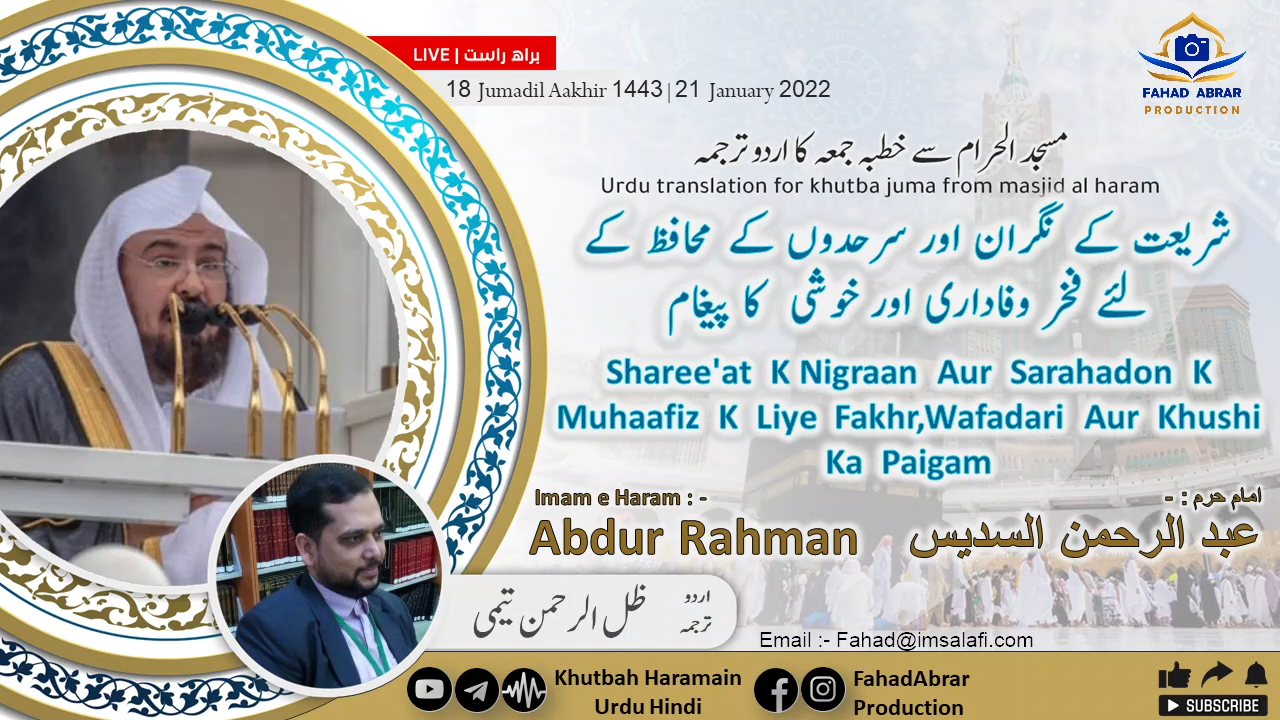 LIVE | براہ راست
18 Jumadil Aakhir 1443 | 21 January 2022
FAHAD ABRAR
PRODUCTION
مسجد الحرام سے خطبہ جمعہ کا اردو ترجمہ
Urdu translation for khutba juma from masjid al haram
شریعت کے نگران اور سرحدوں کے محافظ کے
لئے فخر وفاداری اور خوشی کا پیغام
Sharee'at K Nigraan Aur Sarahadon K
Muhaafiz K Liye Fakhr,Wafadari Aur Khushi
Ka Paigam
Imam e Haram : -
امام حرم : -
Abdur Rahman
عبد الرحمن السديس
اردو
ترجمہ
ظل الرحمن تیمی
Email :- Fahad@imsalafi.com
Khutbah Haramain
Urdu Hindi
FahadAbrar
Production
SUBSCRIBE